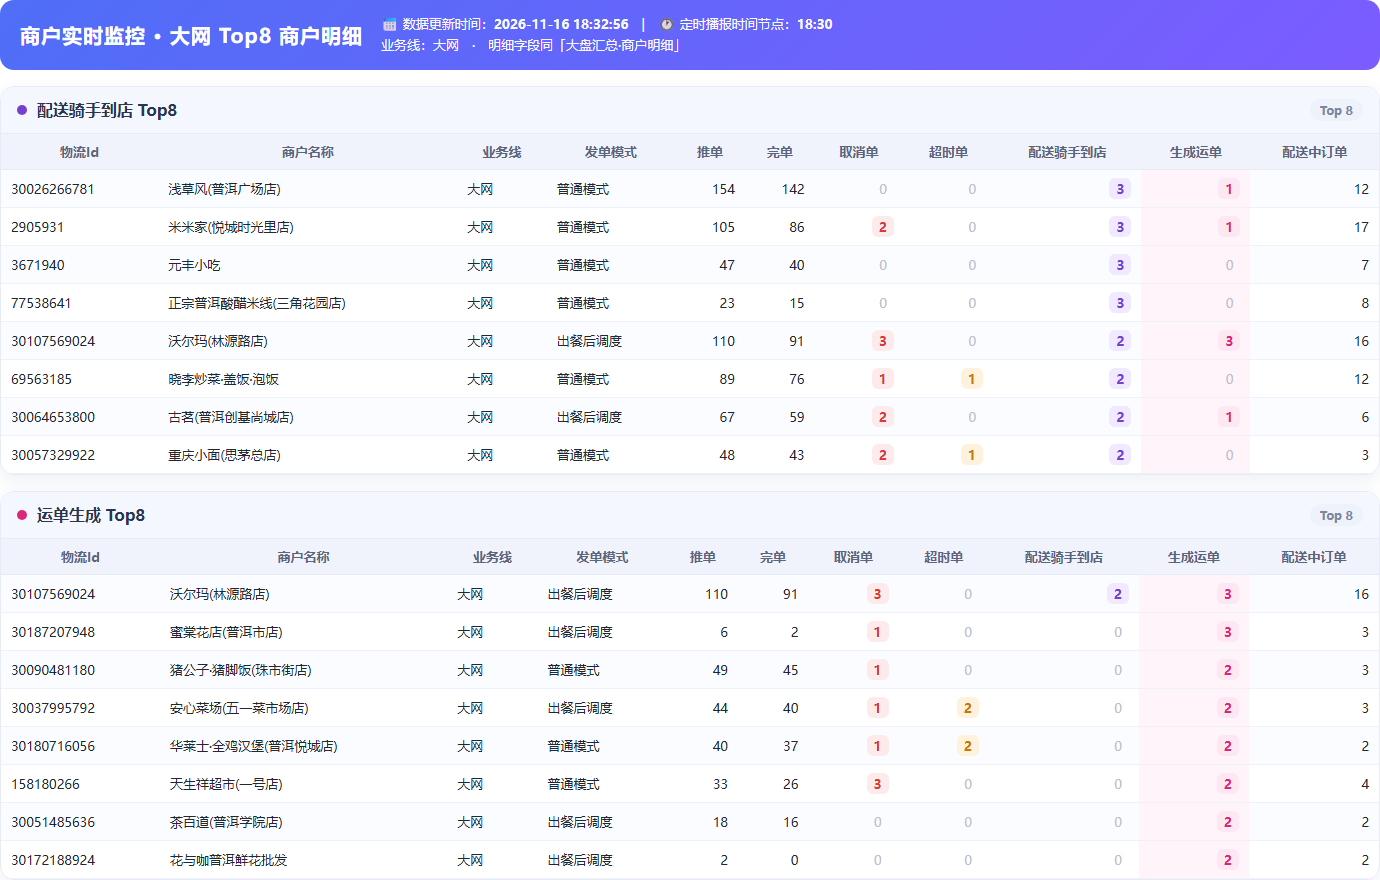 商户实时监控 · 大网 Top8 商户明细
数据更新时间：2026-11-16 18:32:56 | 定时播报时间节点：18:30
业务线：大网 · 明细字段同「大盘汇总·商户明细」
配送骑手到店 Top8 Top 8
物流Id 商户名称 业务线 发单模式 推单 完单 取消单 超时单 配送骑手到店 生成运单 配送中订单
30026266781 浅草风(普洱广场店) 大网 普通模式 154 142 0 0 3 1 12
2905931 米米家(悦城时光里店) 大网 普通模式 105 86 2 0 3 1 17
3671940 元丰小吃 大网 普通模式 47 40 0 0 3 0 7
77538641 正宗普洱酸醋米线(三角花园店) 大网 普通模式 23 15 0 0 3 0 8
30107569024 沃尔玛(林源路店) 大网 出餐后调度 110 91 3 0 2 3 16
69563185 晓李炒菜·盖饭·泡饭 大网 普通模式 89 76 1 1 2 0 12
30064653800 古茗(普洱创基尚城店) 大网 出餐后调度 67 59 2 0 2 1 6
30057329922 重庆小面(思茅总店) 大网 普通模式 48 43 2 1 2 0 3
运单生成 Top8 Top 8
物流Id 商户名称 业务线 发单模式 推单 完单 取消单 超时单 配送骑手到店 生成运单 配送中订单
30107569024 沃尔玛(林源路店) 大网 出餐后调度 110 91 3 0 2 3 16
30187207948 蜜棠花店(普洱市店) 大网 出餐后调度 6 2 1 0 0 3 3
30090481180 猪公子·猪脚饭(珠市街店) 大网 普通模式 49 45 1 0 0 2 3
30037995792 安心菜场(五一菜市场店) 大网 出餐后调度 44 40 1 2 0 2 3
30180716056 华莱士·全鸡汉堡(普洱悦城店) 大网 普通模式 40 37 1 2 0 2 2
158180266 天生祥超市(一号店) 大网 普通模式 33 26 3 0 0 2 4
30051485636 茶百道(普洱学院店) 大网 出餐后调度 18 16 0 0 0 2 2
30172188924 花与咖普洱鲜花批发 大网 出餐后调度 2 0 0 0 0 2 2